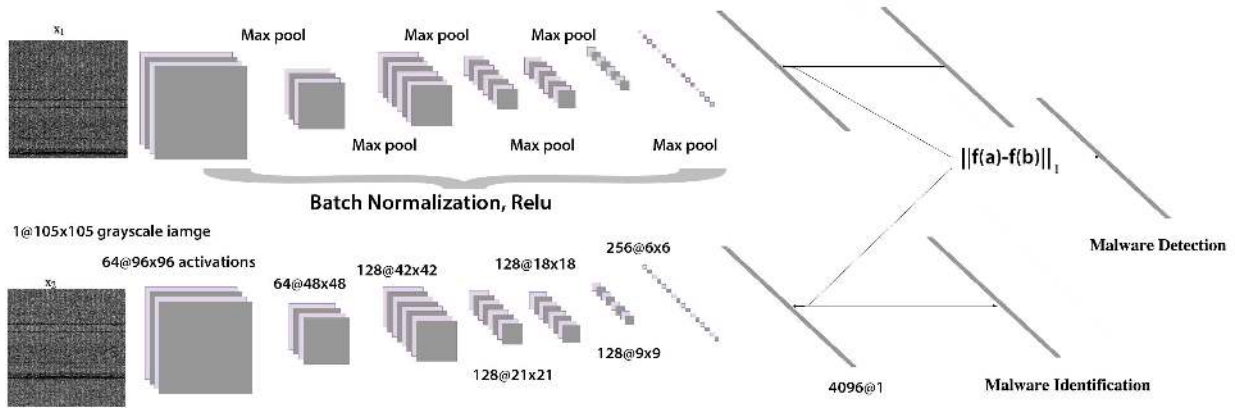 x1
Max pool
Max pool
Max pool
Max pool
Max pool
Max pool
||f(a)-f(b)||1
Batch Normalization, Relu
1@105x105 grayscale iamge
Malware Detection
64@96x96 activations
64@48x48
128@42x42
128@18x18
256@6x6
x2
128@21x21
128@9x9
4096@1
Malware Identification